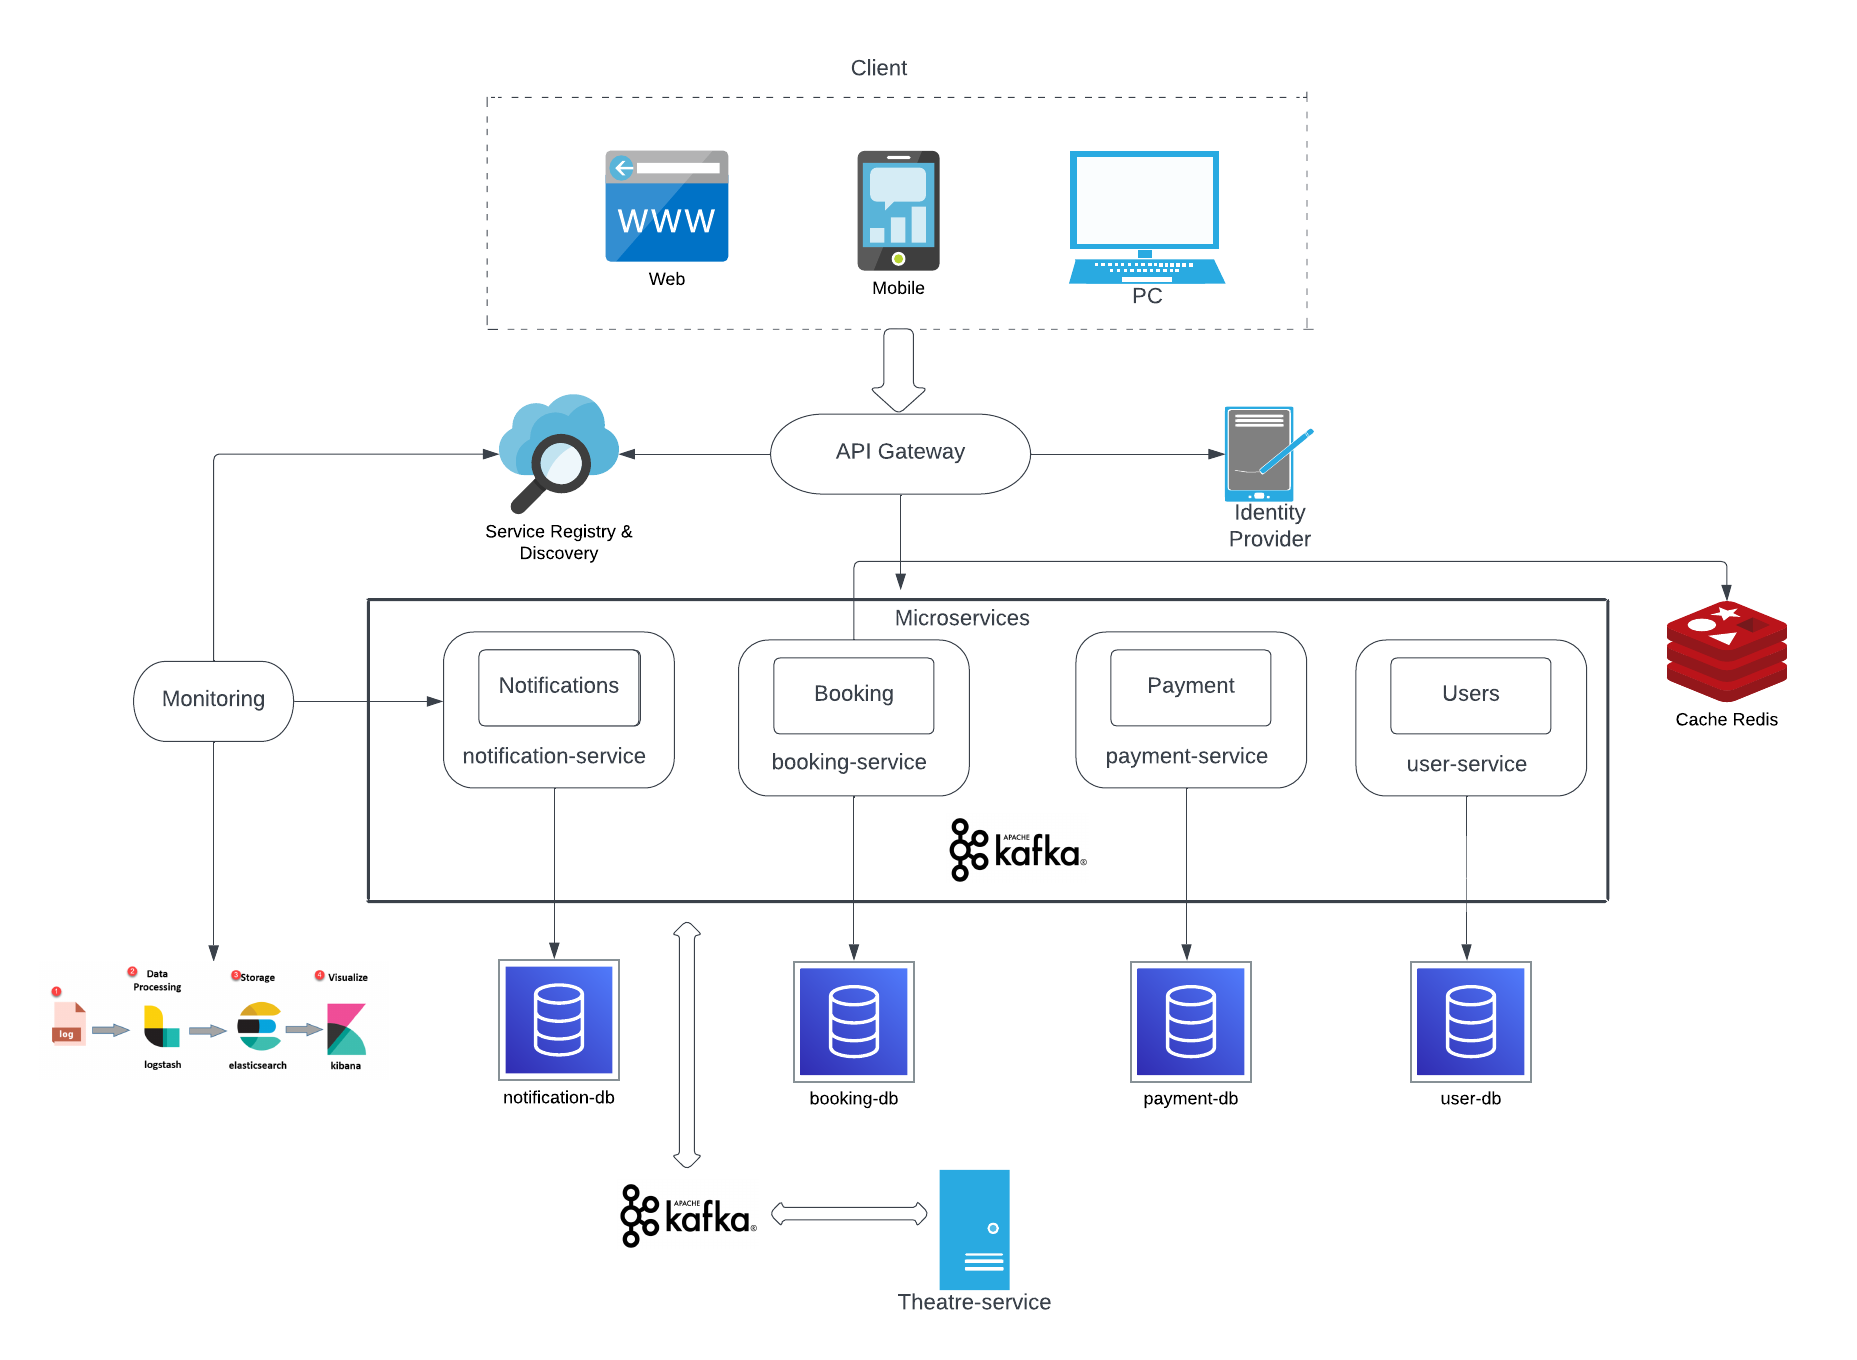 Client
WWW
Web
Mobile
PC
API Gateway
Service Registry &
Discovery
Identity
Provider
Microservices
Monitoring
Notifications
notification-service
Booking
booking-service
Payment
payment-service
Users
user-service
Cache Redis
APACHE
kafka®
1
log
2
Data
Processing
logstash
3
Storage
elasticsearch
4
Visualize
kibana
notification-db
booking-db
payment-db
user-db
APACHE
kafka®
Theatre-service